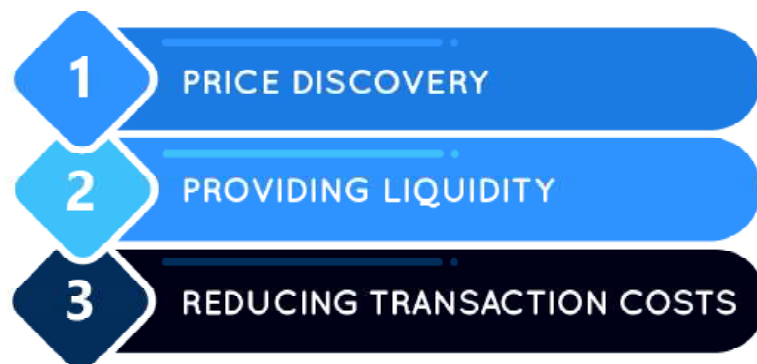 1 PRICE DISCOVERY
2 PROVIDING LIQUIDITY
3 REDUCING TRANSACTION COSTS